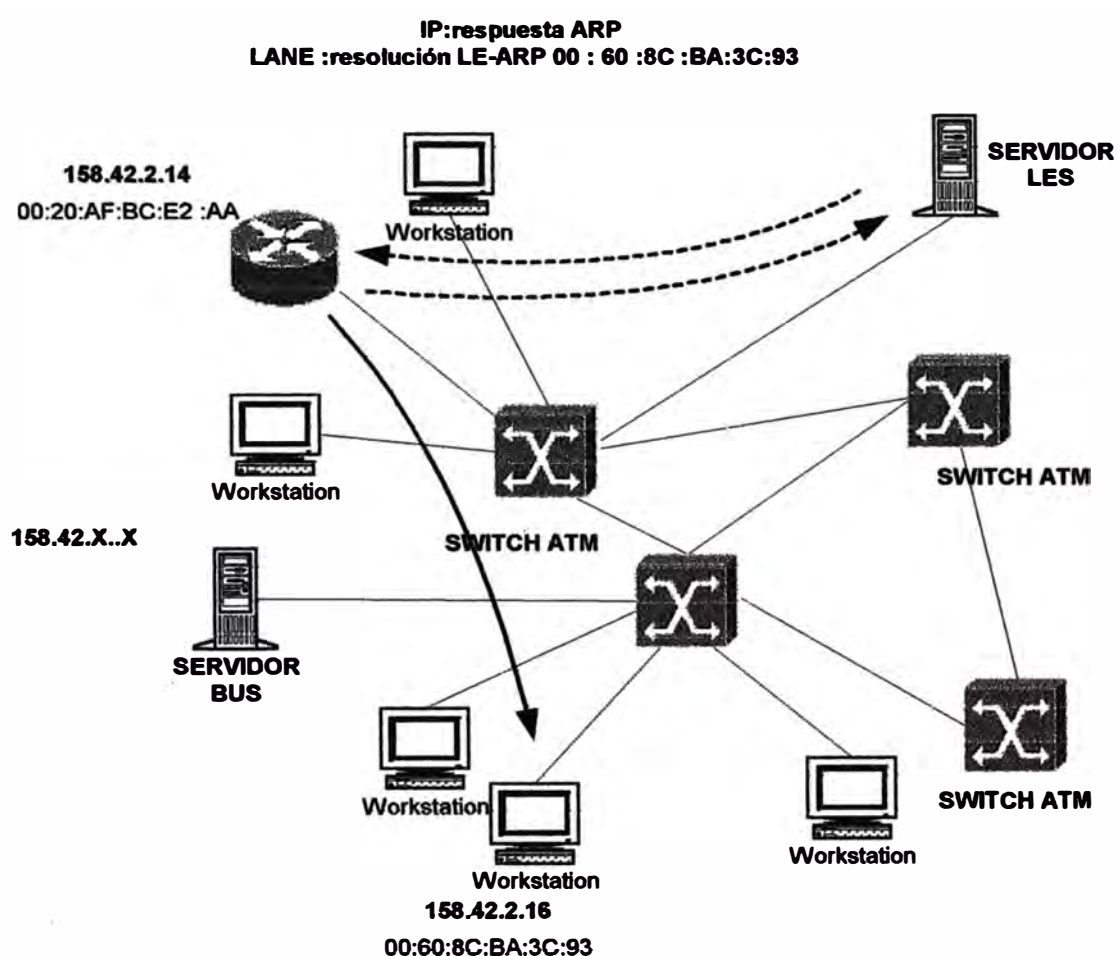 IP:respuesta ARP
LANE :resolución LE-ARP 00 : 60 :8C :BA:3C:93
SERVIDOR
LES
158.42.2.14
00:20:AF:BC:E2 :AA
Workstation
SWITCH ATM
Workstation
158.42.X..X
SWITCH ATM
SERVIDOR
BUS
Workstation
SWITCH ATM
Workstation
Workstation
158.42.2.16
00:60:8C:BA:3C:93